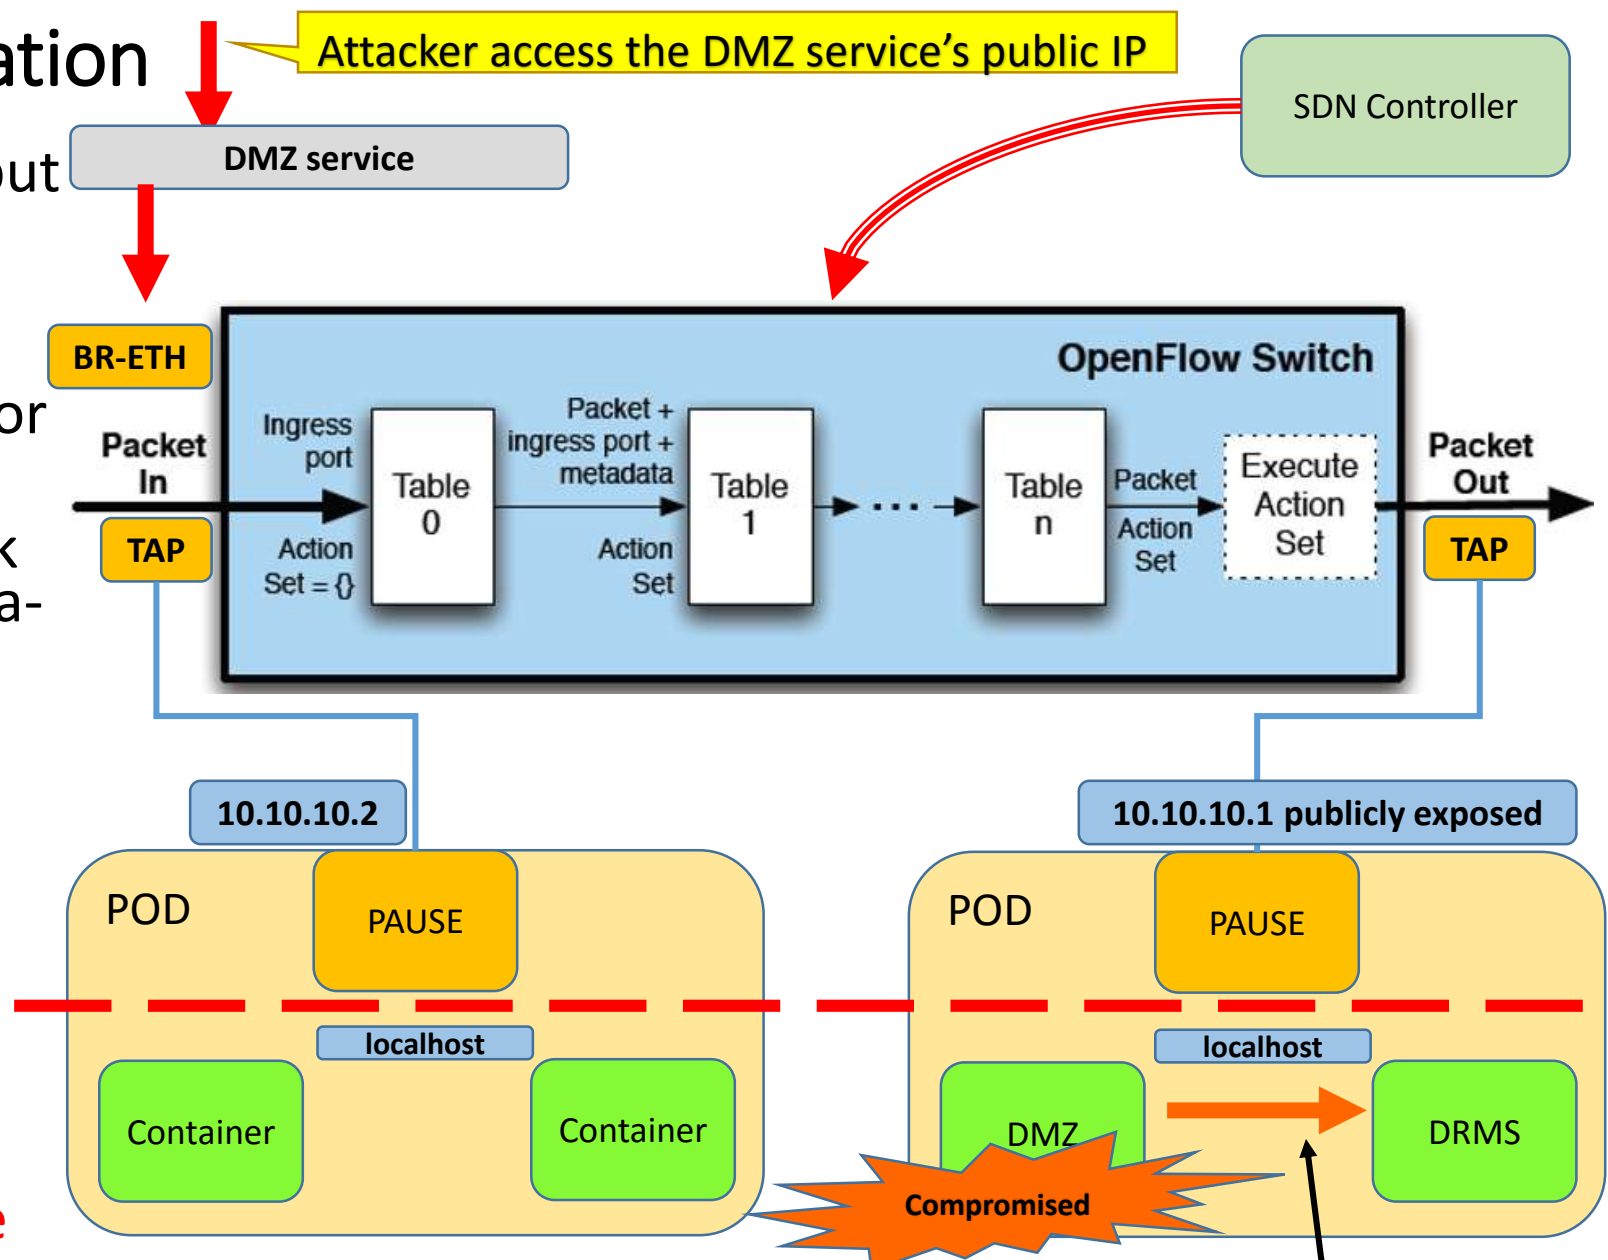 ation
Attacker access the DMZ service's public IP
SDN Controller
out
DMZ service
BR-ETH
OpenFlow Switch
or
Packet
In
Ingress
port
Packet +
ingress port +
metadata
Table
0
Table
1
...
Table
n
Packet
Action
Set
Execute
Action
Set
Packet
Out
TAP
Action
Set = {}
Action
Set
TAP
k
a-
10.10.10.2
10.10.10.1 publicly exposed
POD
PAUSE
POD
PAUSE
localhost
localhost
Container
Container
DMZ
DRMS
Compromised
e